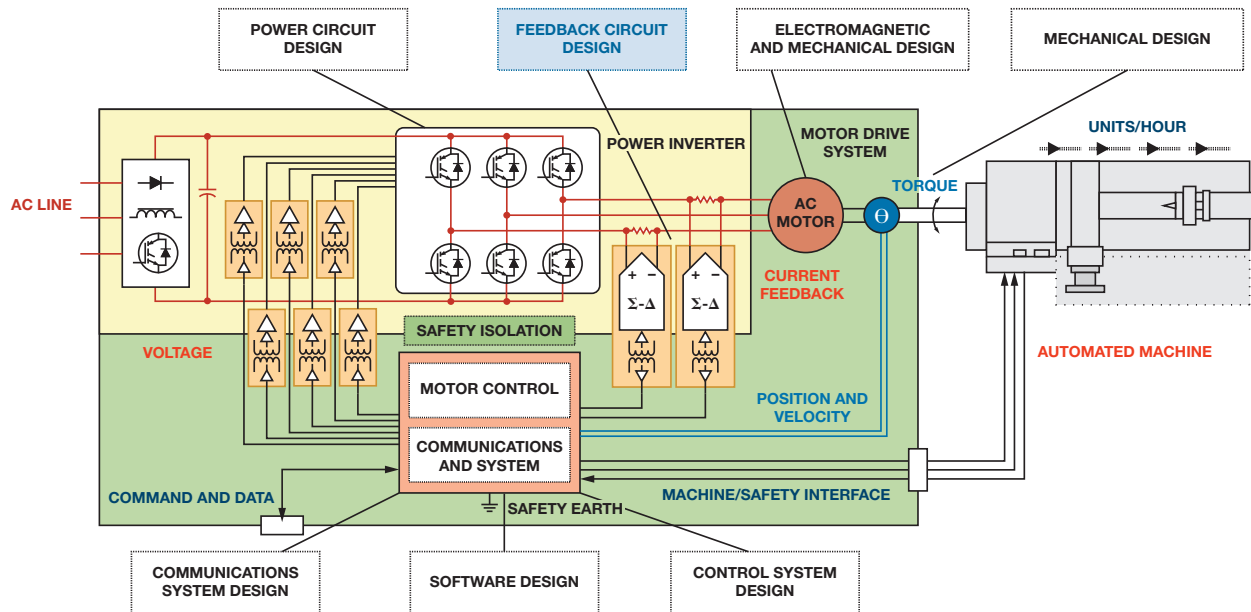 POWER CIRCUIT
DESIGN
FEEDBACK CIRCUIT
DESIGN
ELECTROMAGNETIC
AND MECHANICAL DESIGN
MECHANICAL DESIGN
POWER INVERTER
MOTOR DRIVE
SYSTEM
UNITS/HOUR
AC LINE
AC
MOTOR
Θ
TORQUE
+ −
Σ-Δ
+ −
Σ-Δ
CURRENT
FEEDBACK
SAFETY ISOLATION
VOLTAGE
AUTOMATED MACHINE
MOTOR CONTROL
POSITION AND
VELOCITY
COMMUNICATIONS
AND SYSTEM
COMMAND AND DATA
MACHINE/SAFETY INTERFACE
SAFETY EARTH
COMMUNICATIONS
SYSTEM DESIGN
SOFTWARE DESIGN
CONTROL SYSTEM
DESIGN